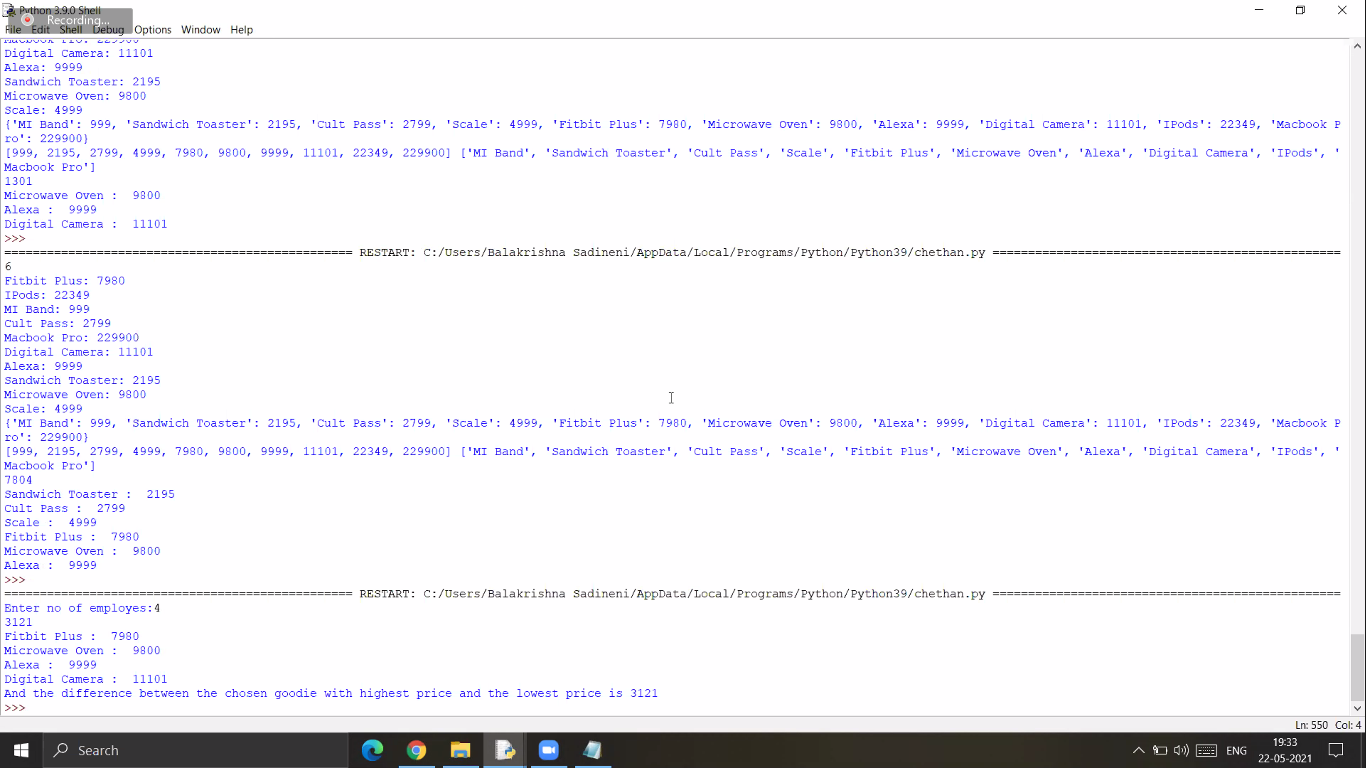 Python 3.9.0 Shell
Recording...
File Edit Shell Debug Options Window Help
Macbook Pro: 229900
Digital Camera: 11101
Alexa: 9999
Sandwich Toaster: 2195
Microwave Oven: 9800
Scale: 4999
{'MI Band': 999, 'Sandwich Toaster': 2195, 'Cult Pass': 2799, 'Scale': 4999, 'Fitbit Plus': 7980, 'Microwave Oven': 9800, 'Alexa': 9999, 'Digital Camera': 11101, 'IPods': 22349, 'Macbook P
ro': 229900}
[999, 2195, 2799, 4999, 7980, 9800, 9999, 11101, 22349, 229900] ['MI Band', 'Sandwich Toaster', 'Cult Pass', 'Scale', 'Fitbit Plus', 'Microwave Oven', 'Alexa', 'Digital Camera', 'IPods', '
Macbook Pro']
1301
Microwave Oven :  9800
Alexa :  9999
Digital Camera :  11101
>>>
================================================= RESTART: C:/Users/Balakrishna Sadineni/AppData/Local/Programs/Python/Python39/chethan.py =================================================
6
Fitbit Plus: 7980
IPods: 22349
MI Band: 999
Cult Pass: 2799
Macbook Pro: 229900
Digital Camera: 11101
Alexa: 9999
Sandwich Toaster: 2195
Microwave Oven: 9800
Scale: 4999
{'MI Band': 999, 'Sandwich Toaster': 2195, 'Cult Pass': 2799, 'Scale': 4999, 'Fitbit Plus': 7980, 'Microwave Oven': 9800, 'Alexa': 9999, 'Digital Camera': 11101, 'IPods': 22349, 'Macbook P
ro': 229900}
[999, 2195, 2799, 4999, 7980, 9800, 9999, 11101, 22349, 229900] ['MI Band', 'Sandwich Toaster', 'Cult Pass', 'Scale', 'Fitbit Plus', 'Microwave Oven', 'Alexa', 'Digital Camera', 'IPods', '
Macbook Pro']
7804
Sandwich Toaster :  2195
Cult Pass :  2799
Scale :  4999
Fitbit Plus :  7980
Microwave Oven :  9800
Alexa :  9999
>>>
================================================= RESTART: C:/Users/Balakrishna Sadineni/AppData/Local/Programs/Python/Python39/chethan.py =================================================
Enter no of employes:4
3121
Fitbit Plus :  7980
Microwave Oven :  9800
Alexa :  9999
Digital Camera :  11101
And the difference between the chosen goodie with highest price and the lowest price is 3121
>>>
Ln: 550 Col: 4
Search
ENG
19:33
22-05-2021